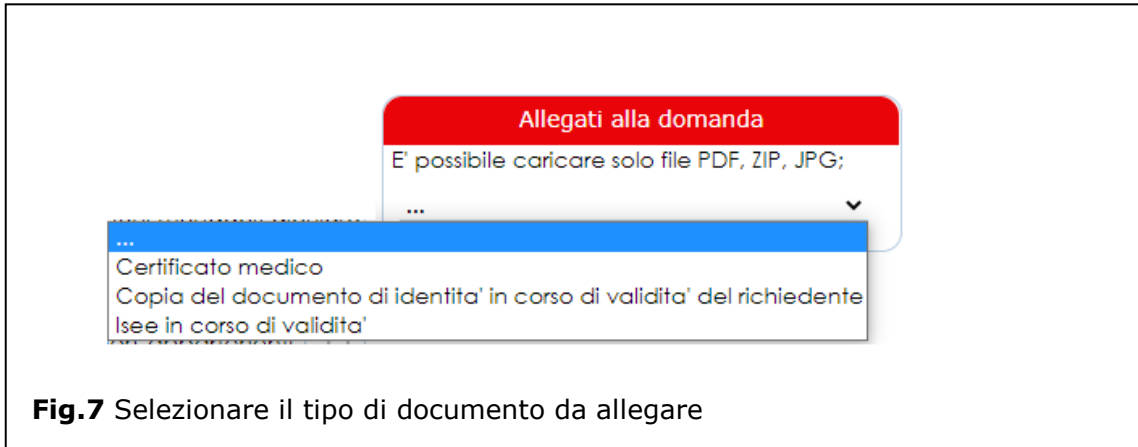 Allegati alla domanda
E' possibile caricare solo file PDF, ZIP, JPG;
...
...
Certificato medico
Copia del documento di identita' in corso di validita' del richiedente
Isee in corso di validita'
Fig.7 Selezionare il tipo di documento da allegare